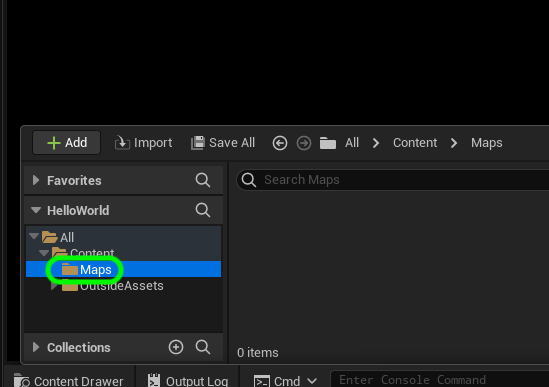 Add Import Save All All Content Maps
Favorites
Search Maps
HelloWorld
All
Content
Maps
OutsideAssets
Collections
0 items
Content Drawer Output Log Cmd Enter Console Command